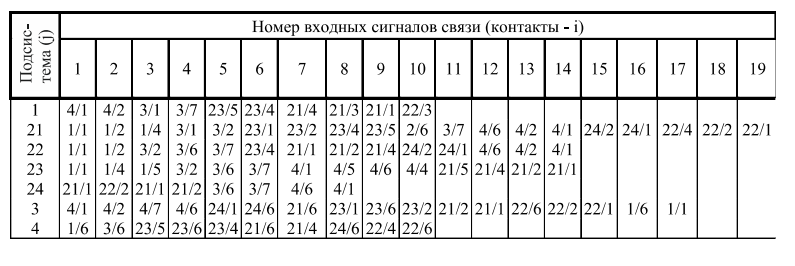 Подсис-
тема (j)
Номер входных сигналов связи (контакты - i)
1 2 3 4 5 6 7 8 9 10 11 12 13 14 15 16 17 18 19
1 4/1 4/2 3/1 3/7 23/5 23/4 21/4 21/3 21/1 22/3
21 1/1 1/2 1/4 3/1 3/2 23/1 23/2 23/4 23/5 2/6 3/7 4/6 4/2 4/1 24/2 24/1 22/4 22/2 22/1
22 1/1 1/2 3/2 3/6 3/7 23/4 21/1 21/2 21/4 24/2 24/1 4/6 4/2 4/1
23 1/1 1/4 1/5 3/2 3/6 3/7 4/1 4/5 4/6 4/4 21/5 21/4 21/2 21/1
24 21/1 22/2 21/1 21/2 3/6 3/7 4/6 4/1
3 4/1 4/2 4/7 4/6 24/1 24/6 21/6 23/1 23/6 23/2 21/2 21/1 22/6 22/2 22/1 1/6 1/1
4 1/6 3/6 23/5 23/6 23/4 21/6 21/4 24/6 22/4 22/6